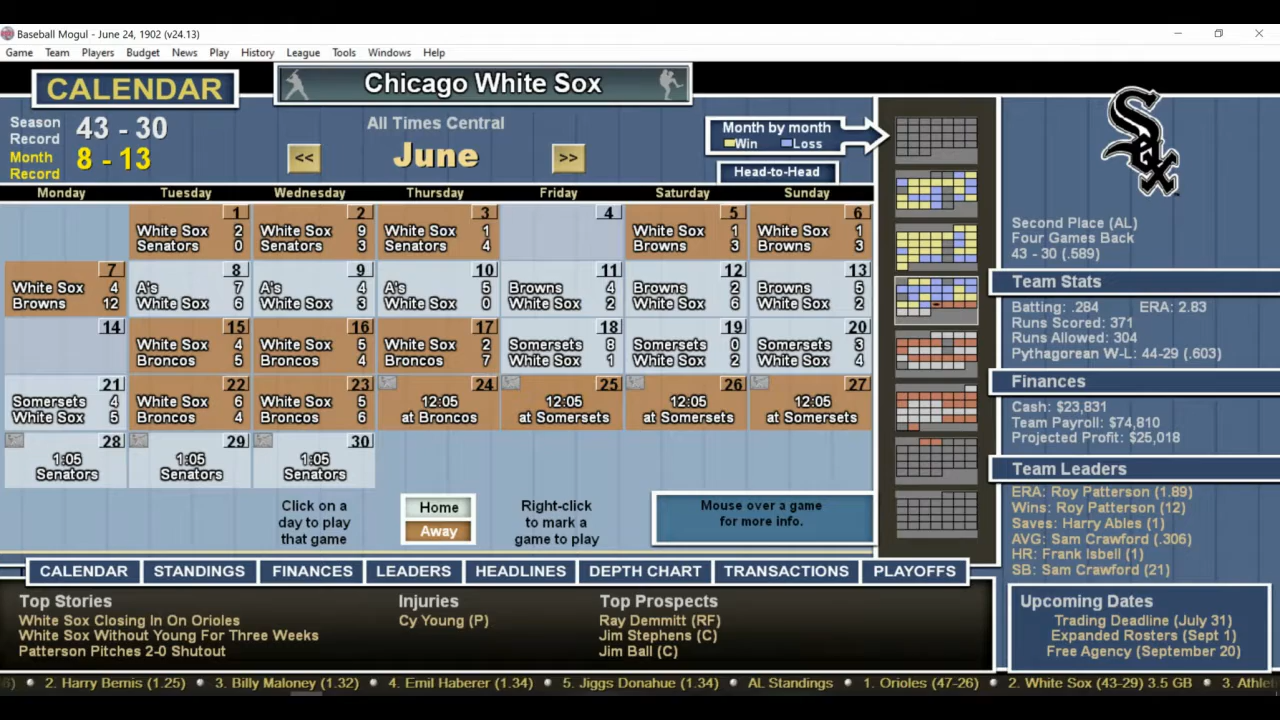 Baseball Mogul - June 24, 1902 (v24.13)
Game Team Players Budget News Play History League Tools Windows Help
CALENDAR
Chicago White Sox
Season Record 43 - 30
Month Record 8 - 13
All Times Central
<< June >>
Month by month
Win Loss
Head-to-Head
Monday Tuesday Wednesday Thursday Friday Saturday Sunday
1 2 3 4 5 6
White Sox 2 White Sox 9 White Sox 1 White Sox 1 White Sox 1
Senators 0 Senators 3 Senators 4 Browns 3 Browns 3
7 8 9 10 11 12 13
White Sox 4 A's 7 A's 4 A's 5 Browns 4 Browns 2 Browns 5
Browns 12 White Sox 6 White Sox 3 White Sox 0 White Sox 2 White Sox 6 White Sox 2
14 15 16 17 18 19 20
White Sox 4 White Sox 5 White Sox 2 Somersets 8 Somersets 0 Somersets 3
Broncos 5 Broncos 4 Broncos 7 White Sox 1 White Sox 2 White Sox 4
21 22 23 24 25 26 27
Somersets 4 White Sox 6 White Sox 5 12:05 12:05 12:05 12:05
White Sox 5 Broncos 4 Broncos 6 at Broncos at Somersets at Somersets at Somersets
28 29 30
1:05 1:05 1:05
Senators Senators Senators
Click on a
day to play
that game
Home
Away
Right-click
to mark a
game to play
Mouse over a game
for more info.
Sox
Second Place (AL)
Four Games Back
43 - 30 (.589)
Team Stats
Batting: .284 ERA: 2.83
Runs Scored: 371
Runs Allowed: 304
Pythagorean W-L: 44-29 (.603)
Finances
Cash: $23,831
Team Payroll: $74,810
Projected Profit: $25,018
Team Leaders
ERA: Roy Patterson (1.89)
Wins: Roy Patterson (12)
Saves: Harry Ables (1)
AVG: Sam Crawford (.306)
HR: Frank Isbell (1)
SB: Sam Crawford (21)
CALENDAR STANDINGS FINANCES LEADERS HEADLINES DEPTH CHART TRANSACTIONS PLAYOFFS
Top Stories
White Sox Closing In On Orioles
White Sox Without Young For Three Weeks
Patterson Pitches 2-0 Shutout
Injuries
Cy Young (P)
Top Prospects
Ray Demmitt (RF)
Jim Stephens (C)
Jim Ball (C)
Upcoming Dates
Trading Deadline (July 31)
Expanded Rosters (Sept 1)
Free Agency (September 20)
6) • 2. Harry Bemis (1.25) • 3. Billy Maloney (1.32) • 4. Emil Haberer (1.34) • 5. Jiggs Donahue (1.34) • AL Standings • 1. Orioles (47-26) • 2. White Sox (43-29) 3.5 GB • 3. Athle